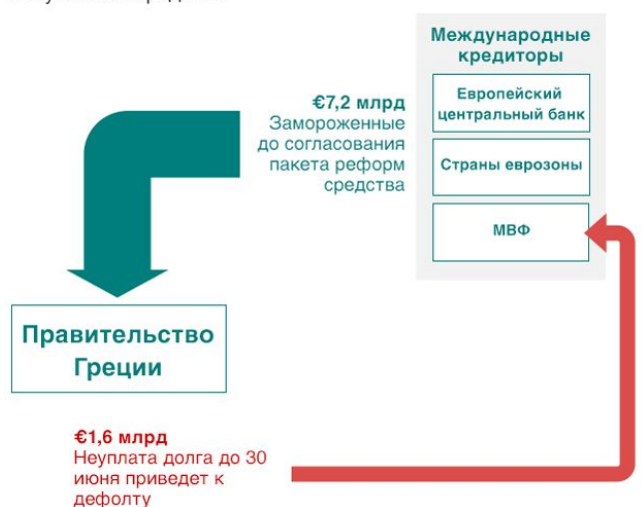 Международные
кредиторы
Европейский
центральный банк
Страны еврозоны
МВФ
€7,2 млрд
Замороженные
до согласования
пакета реформ
средства
Правительство
Греции
€1,6 млрд
Неуплата долга до 30
июня приведет к
дефолту